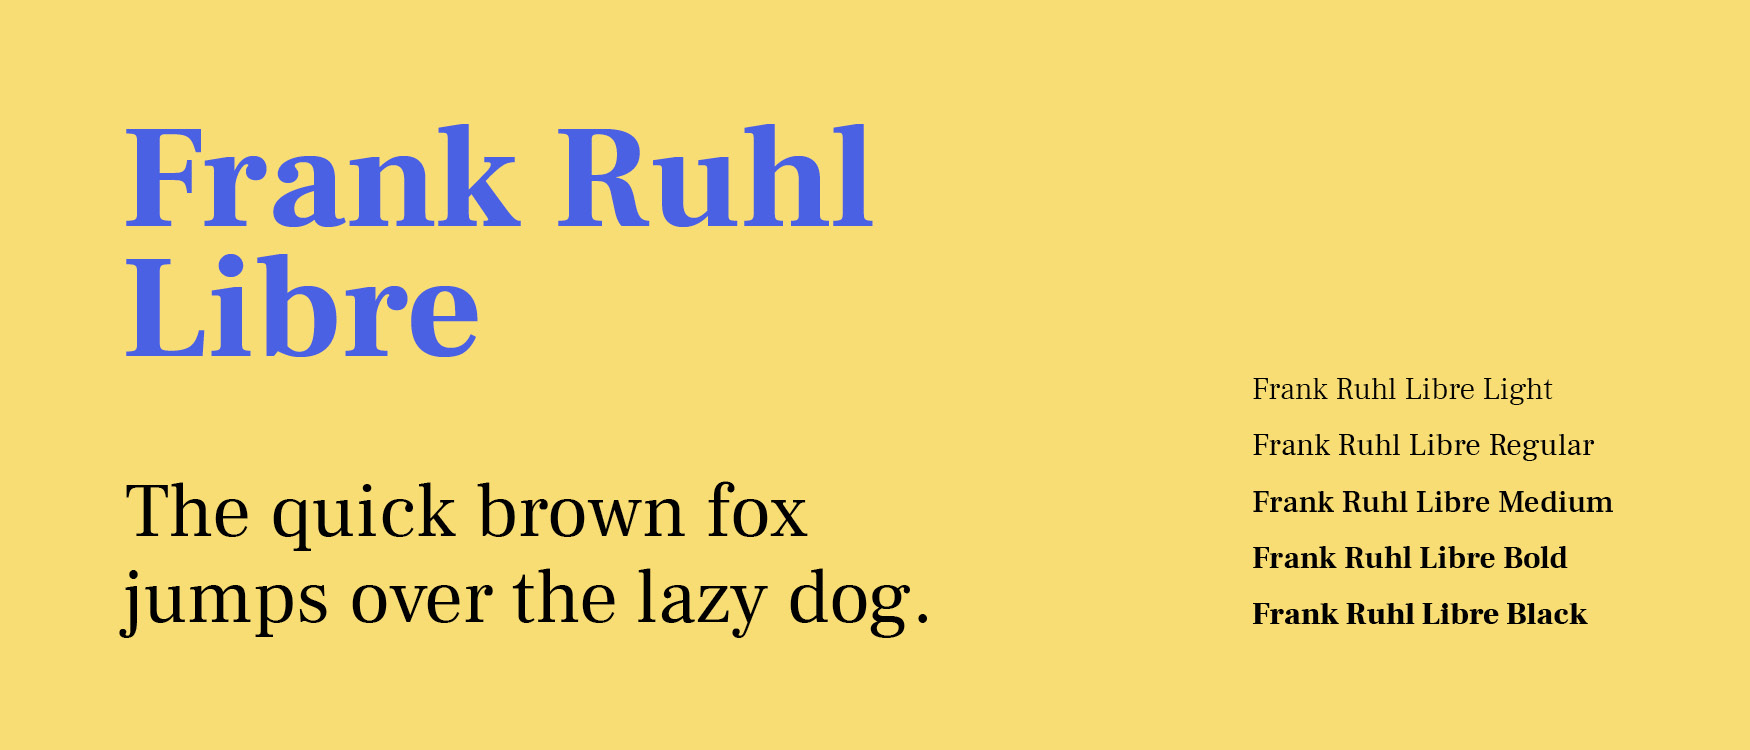 Frank Ruhl
Libre
The quick brown fox
jumps over the lazy dog.
Frank Ruhl Libre Light
Frank Ruhl Libre Regular
Frank Ruhl Libre Medium
Frank Ruhl Libre Bold
Frank Ruhl Libre Black